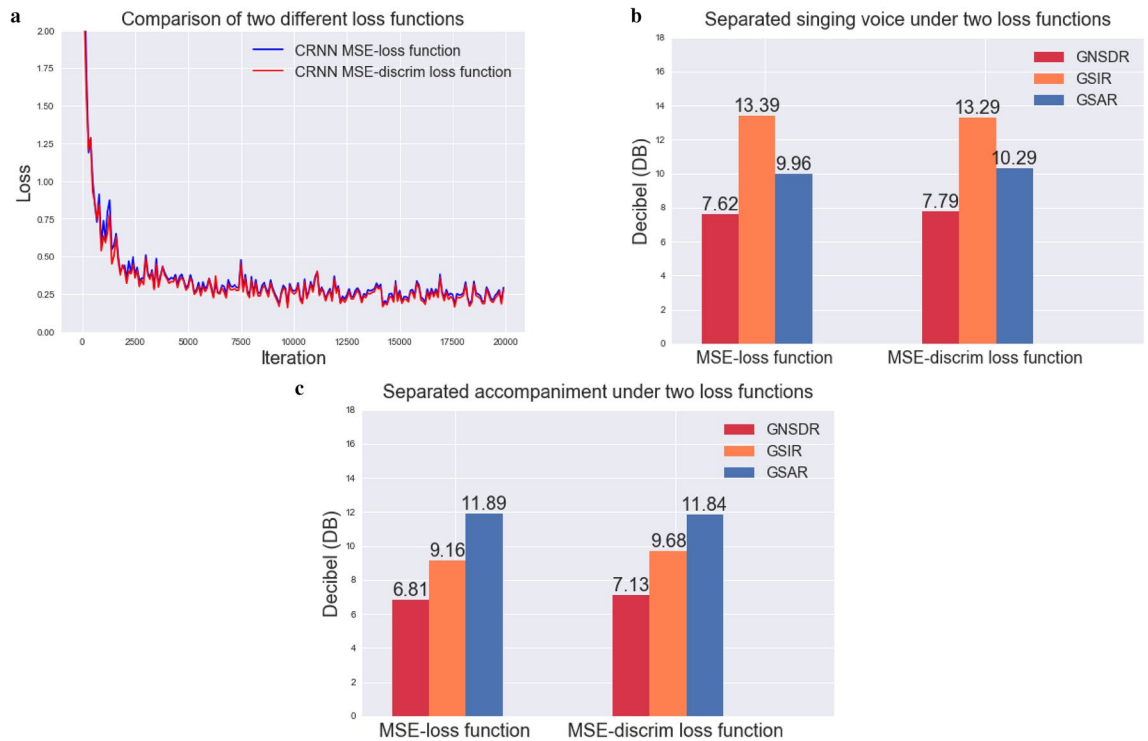 a
Comparison of two different loss functions
2.00
1.75
1.50
1.25
1.00
0.75
0.50
0.25
0.00
Loss
CRNN MSE-loss function
CRNN MSE-discrim loss function
0 2500 5000 7500 10000 12500 15000 17500 20000
Iteration
b
Separated singing voice under two loss functions
18
16
14
12
10
8
6
4
2
0
Decibel (DB)
GNSDR
GSIR
GSAR
7.62 13.39 9.96 7.79 13.29 10.29
MSE-loss function MSE-discrim loss function
c
Separated accompaniment under two loss functions
18
16
14
12
10
8
6
4
2
0
Decibel (DB)
GNSDR
GSIR
GSAR
6.81 9.16 11.89 7.13 9.68 11.84
MSE-loss function MSE-discrim loss function